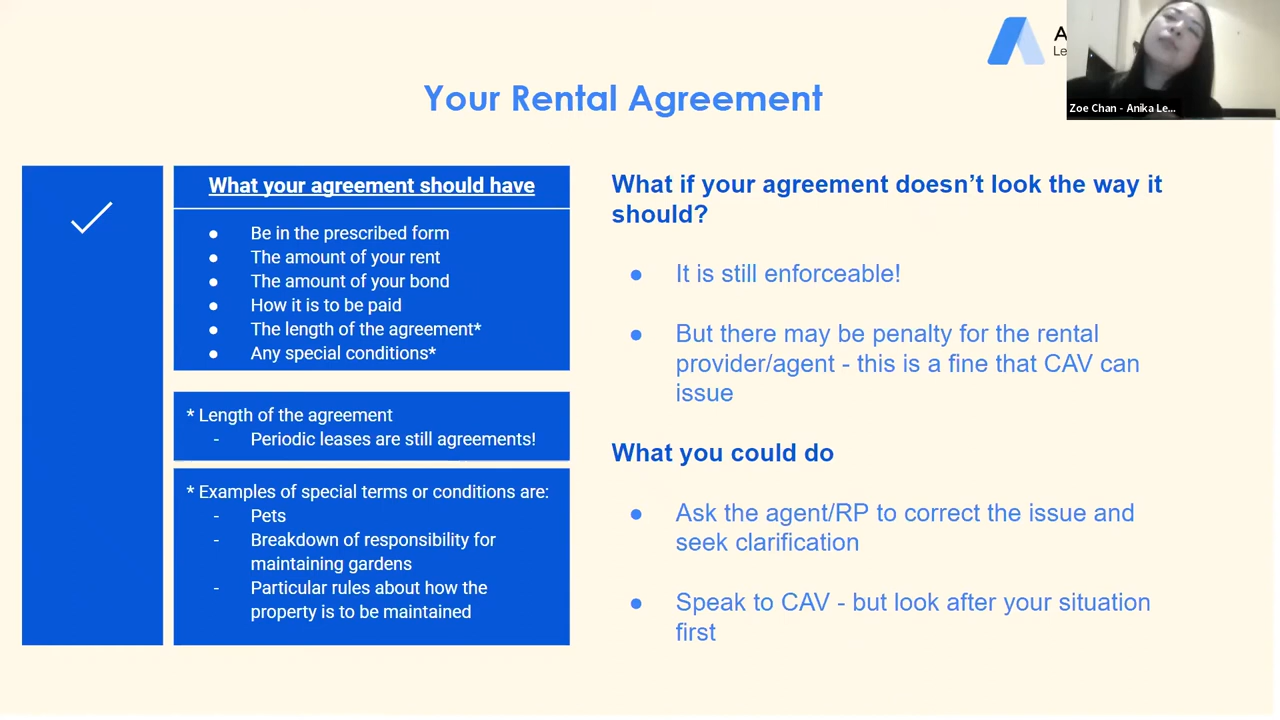 A
Le
Zoe Chan - Anika Le...
Your Rental Agreement
What your agreement should have
● Be in the prescribed form
● The amount of your rent
● The amount of your bond
● How it is to be paid
● The length of the agreement*
● Any special conditions*
* Length of the agreement
- Periodic leases are still agreements!
* Examples of special terms or conditions are:
- Pets
- Breakdown of responsibility for
maintaining gardens
- Particular rules about how the
property is to be maintained
What if your agreement doesn’t look the way it
should?
● It is still enforceable!
● But there may be penalty for the rental
provider/agent - this is a fine that CAV can
issue
What you could do
● Ask the agent/RP to correct the issue and
seek clarification
● Speak to CAV - but look after your situation
first